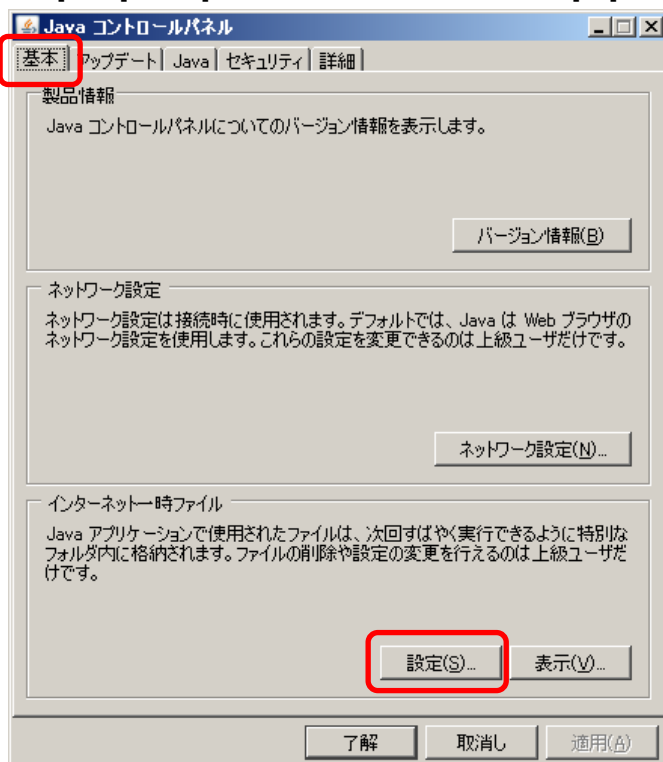 Java コントロールパネル
基本 アップデート Java セキュリティ 詳細
製品情報
Java コントロールパネルについてのバージョン情報を表示します。
バージョン情報(B)
ネットワーク設定
ネットワーク設定は接続時に使用されます。デフォルトでは、Java は Web ブラウザの
ネットワーク設定を使用します。これらの設定を変更できるのは上級ユーザだけです。
ネットワーク設定(N)...
インターネット一時ファイル
Java アプリケーションで使用されたファイルは、次回すばやく実行できるように特別な
フォルダ内に格納されます。ファイルの削除や設定の変更を行えるのは上級ユーザだ
けです。
設定(S)... 表示(V)...
了解 取消し 適用(A)